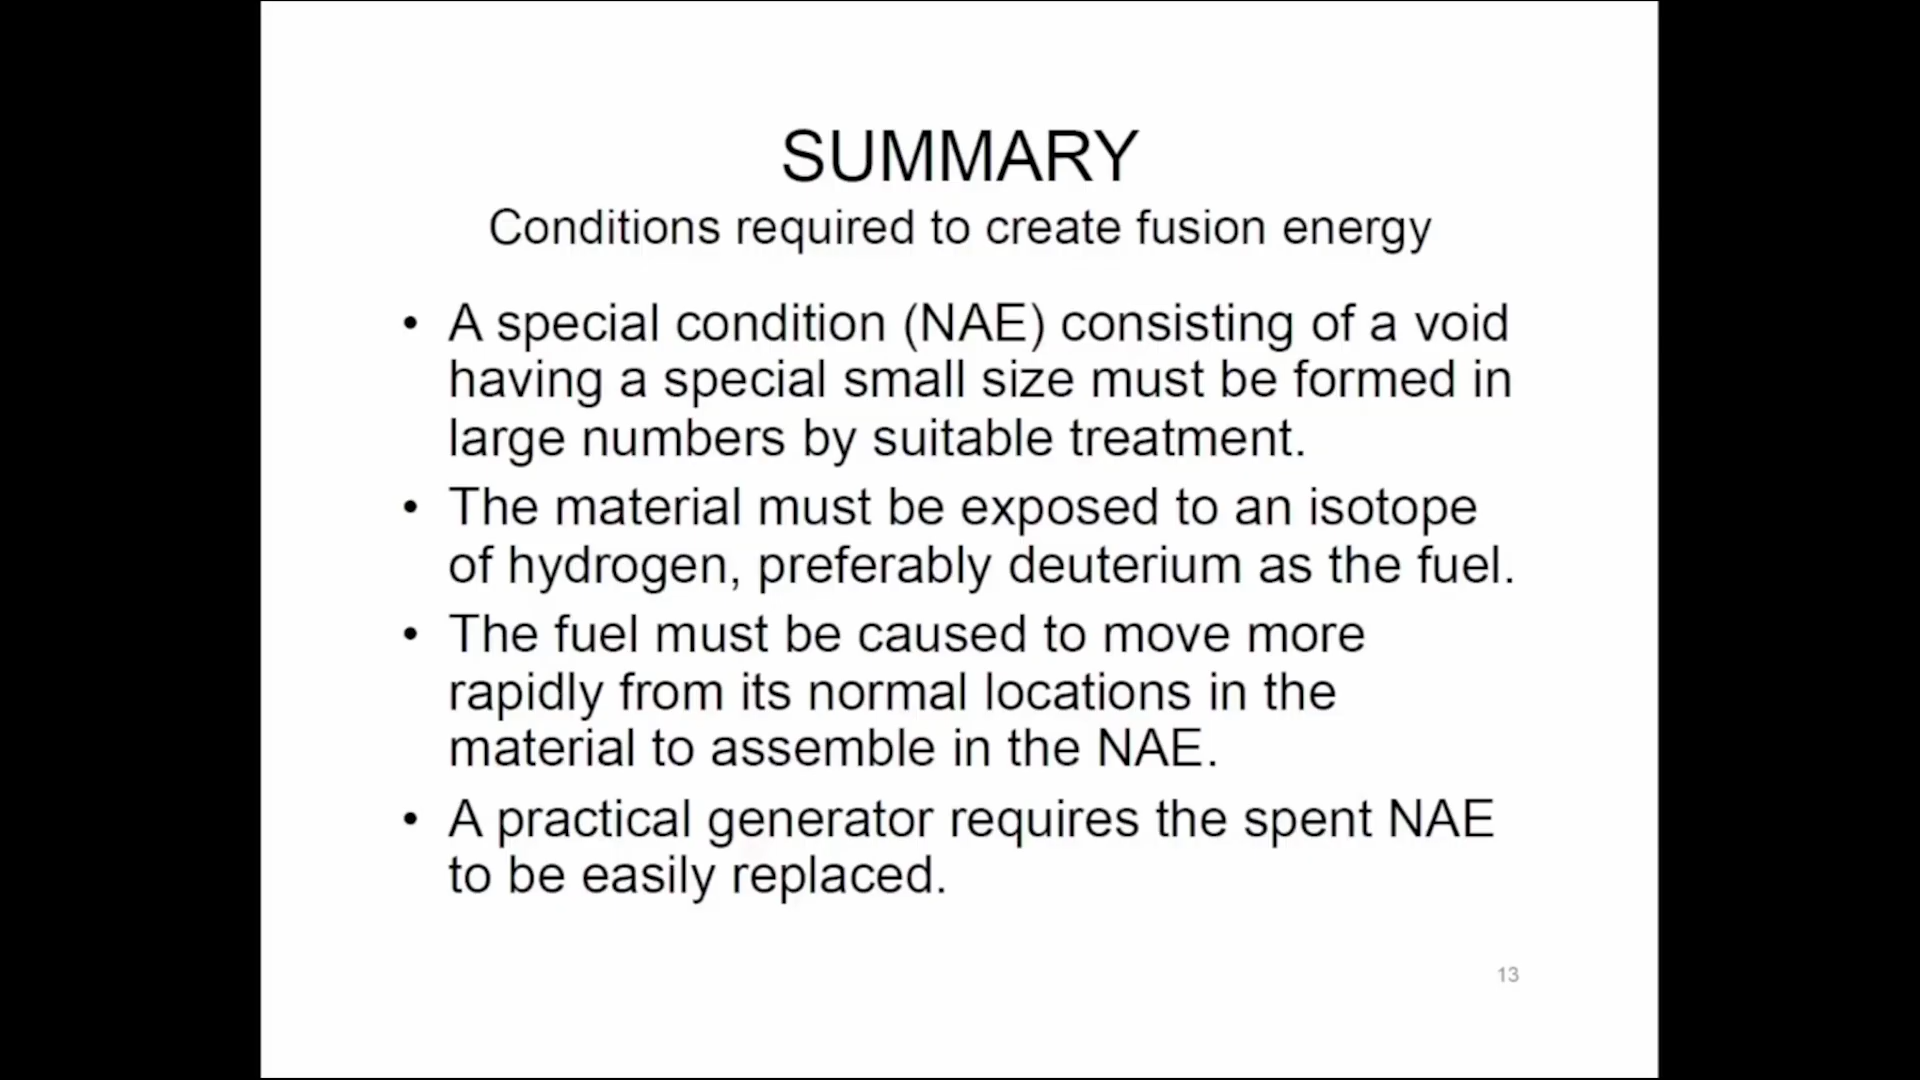 SUMMARY
Conditions required to create fusion energy
• A special condition (NAE) consisting of a void
having a special small size must be formed in
large numbers by suitable treatment.
• The material must be exposed to an isotope
of hydrogen, preferably deuterium as the fuel.
• The fuel must be caused to move more
rapidly from its normal locations in the
material to assemble in the NAE.
• A practical generator requires the spent NAE
to be easily replaced.
13